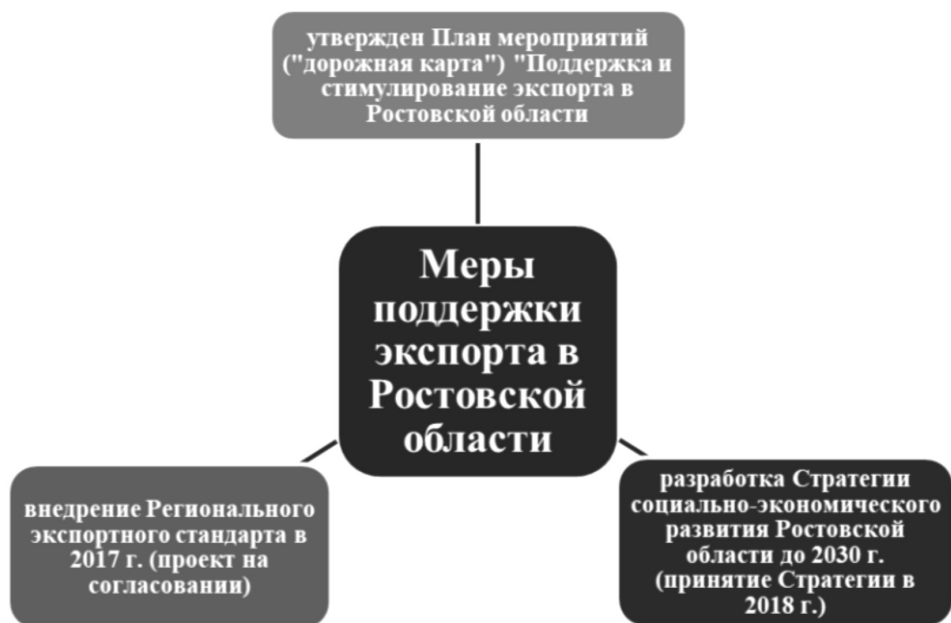 утвержден План мероприятий
("дорожная карта") "Поддержка и
стимулирование экспорта в
Ростовской области
Меры
поддержки
экспорта в
Ростовской
области
внедрение Регионального
экспортного стандарта в
2017 г. (проект на
согласовании)
разработка Стратегии
социально-экономического
развития Ростовской
области до 2030 г.
(принятие Стратегии в
2018 г.)